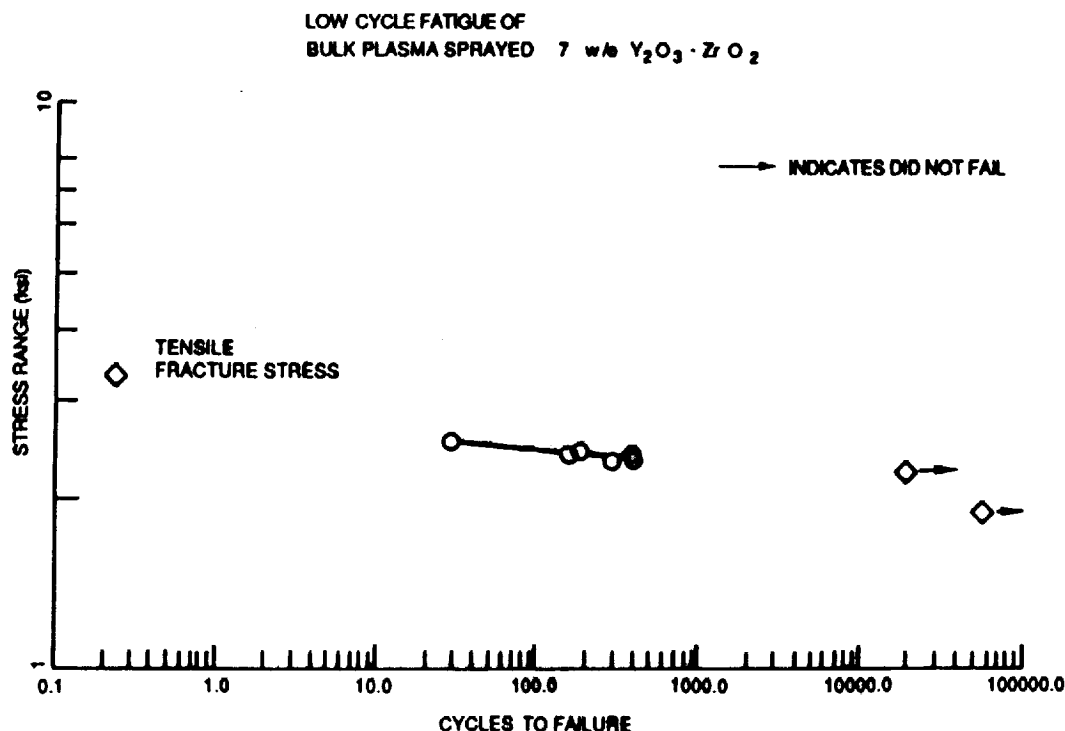 LOW CYCLE FATIGUE OF
BULK PLASMA SPRAYED 7 w/o Y₂O₃ · Zr O₂
10
INDICATES DID NOT FAIL
STRESS RANGE (ksi)
TENSILE
FRACTURE STRESS
1
0.1 1.0 10.0 100.0 1000.0 10000.0 100000.0
CYCLES TO FAILURE